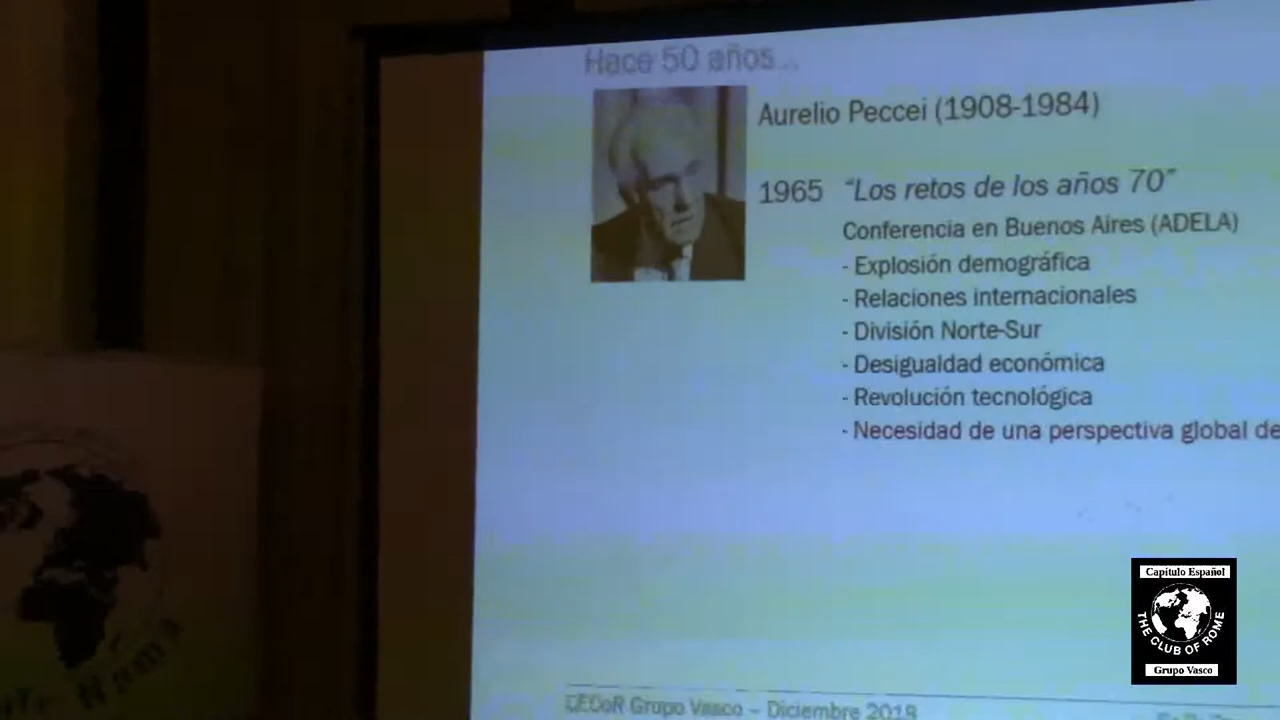 Hace 50 años...
Aurelio Peccei (1908-1984)
1965 “Los retos de los años 70”
Conferencia en Buenos Aires (ADELA)
- Explosión demográfica
- Relaciones internacionales
- División Norte-Sur
- Desigualdad económica
- Revolución tecnológica
- Necesidad de una perspectiva global de
Capítulo Español
THE CLUB OF ROME
Grupo Vasco
CECoR Grupo Vasco – Diciembre 2018